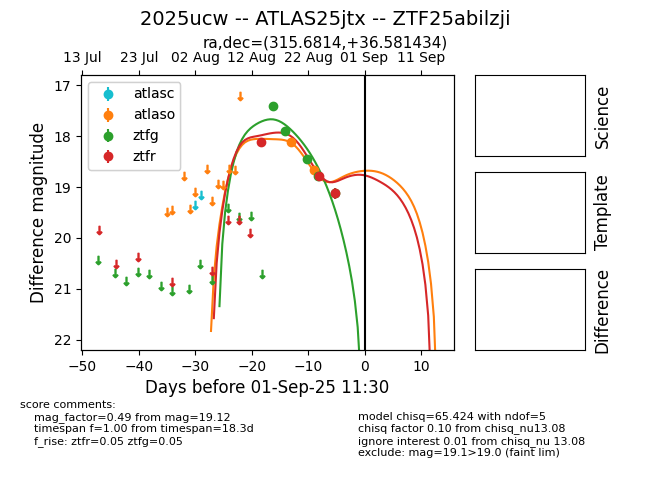 2025ucw -- ATLAS25jtx -- ZTF25abilzji
ra,dec=(315.6814,+36.581434)
13 Jul 23 Jul 02 Aug 12 Aug 22 Aug 01 Sep 11 Sep
atlasc
atlaso
ztfg
ztfr
17
18
19
20
21
22
Difference magnitude
−50 −40 −30 −20 −10 0 10
Days before 01-Sep-25 11:30
Science
Template
Difference
score comments:
mag_factor=0.49 from mag=19.12
timespan f=1.00 from timespan=18.3d
f_rise: ztfr=0.05 ztfg=0.05
model chisq=65.424 with ndof=5
chisq factor 0.10 from chisq_nu13.08
ignore interest 0.01 from chisq_nu 13.08
exclude: mag=19.1>19.0 (faint lim)